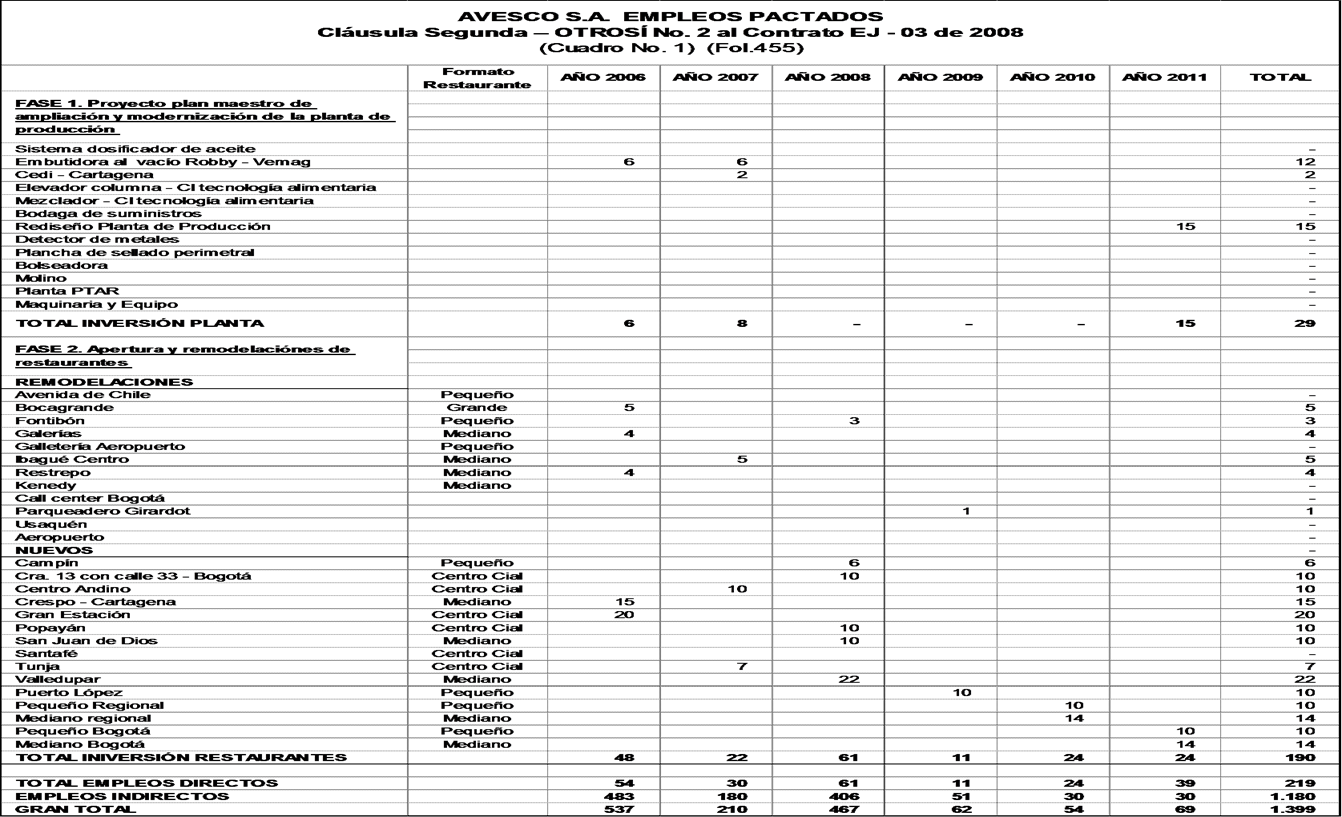 AVESCO S.A. EMPLEOS PACTADOS
Cláusula Segunda – OTROSÍ No. 2 al Contrato EJ - 03 de 2008
(Cuadro No. 1) (Fol.455)
Formato Restaurante AÑO 2006 AÑO 2007 AÑO 2008 AÑO 2009 AÑO 2010 AÑO 2011 TOTAL
FASE 1. Proyecto plan maestro de
ampliación y modernización de la planta de
producción
Sistema dosificador de aceite -
Embutidora al vacío Robby - Vemag 6 6 12
Cedi - Cartagena 2 2
Elevador columna - CI tecnología alimentaria -
Mezclador - CI tecnología alimentaria -
Bodaga de suministros -
Rediseño Planta de Producción 15 15
Detector de metales -
Plancha de sellado perimetral -
Bolseadora -
Molino -
Planta PTAR -
Maquinaria y Equipo -
TOTAL INVERSIÓN PLANTA 6 8 - - - 15 29
FASE 2. Apertura y remodelaciónes de
restaurantes
REMODELACIONES
Avenida de Chile Pequeño -
Bocagrande Grande 5 5
Fontibón Pequeño 3 3
Galerías Mediano 4 4
Galletería Aeropuerto Pequeño -
Ibagué Centro Mediano 5 5
Restrepo Mediano 4 4
Kenedy Mediano -
Call center Bogotá -
Parqueadero Girardot 1 1
Usaquén -
Aeropuerto -
NUEVOS -
Campín Pequeño 6 6
Cra. 13 con calle 33 - Bogotá Centro Cial 10 10
Centro Andino Centro Cial 10 10
Crespo - Cartagena Mediano 15 15
Gran Estación Centro Cial 20 20
Popayán Centro Cial 10 10
San Juan de Dios Mediano 10 10
Santafé Centro Cial -
Tunja Centro Cial 7 7
Valledupar Mediano 22 22
Puerto López Pequeño 10 10
Pequeño Regional Pequeño 10 10
Mediano regional Mediano 14 14
Pequeño Bogotá Pequeño 10 10
Mediano Bogotá Mediano 14 14
TOTAL INIVERSIÓN RESTAURANTES 48 22 61 11 24 24 190
TOTAL EMPLEOS DIRECTOS 54 30 61 11 24 39 219
EMPLEOS INDIRECTOS 483 180 406 51 30 30 1.180
GRAN TOTAL 537 210 467 62 54 69 1.399